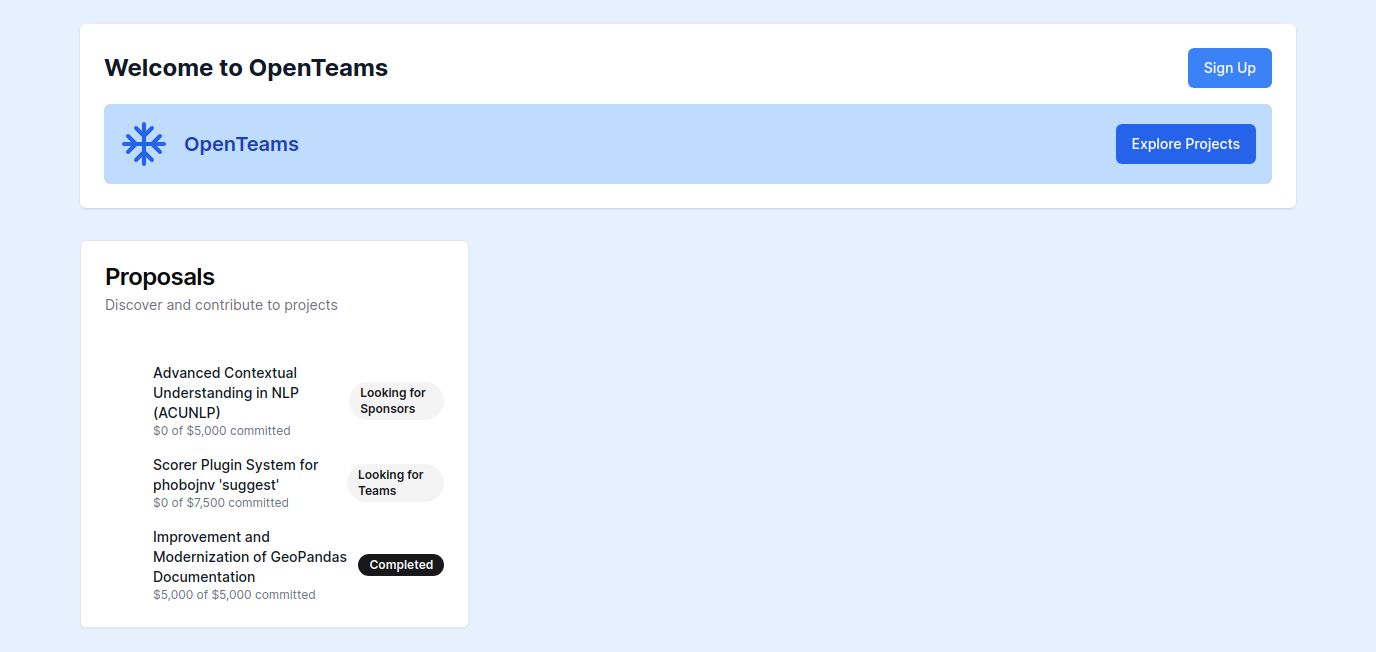 Welcome to OpenTeams
Sign Up
OpenTeams
Explore Projects
Proposals
Discover and contribute to projects
Advanced Contextual
Understanding in NLP
(ACUNLP)
$0 of $5,000 committed
Looking for
Sponsors
Scorer Plugin System for
phobojnv 'suggest'
$0 of $7,500 committed
Looking for
Teams
Improvement and
Modernization of GeoPandas
Documentation
$5,000 of $5,000 committed
Completed